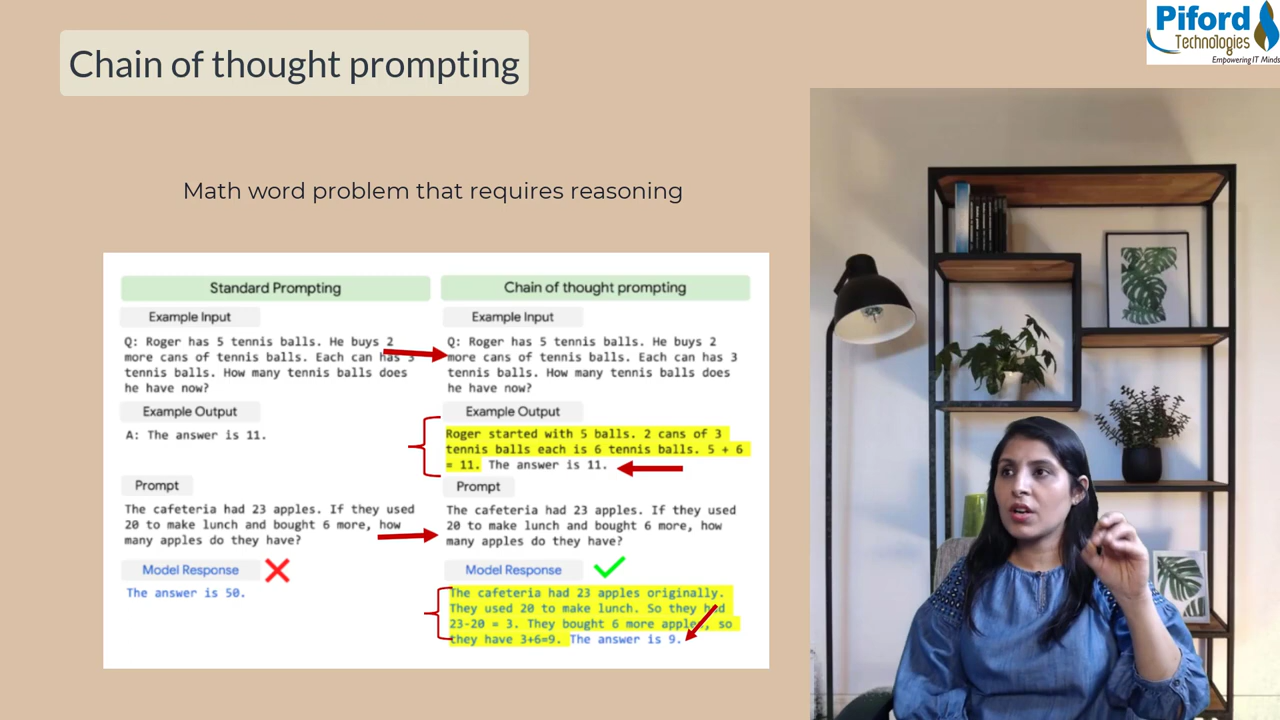 Piford
Technologies
Empowering IT Minds
Chain of thought prompting
Math word problem that requires reasoning
Standard Prompting
Example Input
Q: Roger has 5 tennis balls. He buys 2
more cans of tennis balls. Each can has 3
tennis balls. How many tennis balls does
he have now?
Example Output
A: The answer is 11.
Prompt
The cafeteria had 23 apples. If they used
20 to make lunch and bought 6 more, how
many apples do they have?
Model Response
The answer is 50.
Chain of thought prompting
Example Input
Q: Roger has 5 tennis balls. He buys 2
more cans of tennis balls. Each can has 3
tennis balls. How many tennis balls does
he have now?
Example Output
Roger started with 5 balls. 2 cans of 3
tennis balls each is 6 tennis balls. 5 + 6
= 11. The answer is 11.
Prompt
The cafeteria had 23 apples. If they used
20 to make lunch and bought 6 more, how
many apples do they have?
Model Response
The cafeteria had 23 apples originally.
They used 20 to make lunch. So they had
23-20 = 3. They bought 6 more apples, so
they have 3+6=9. The answer is 9.